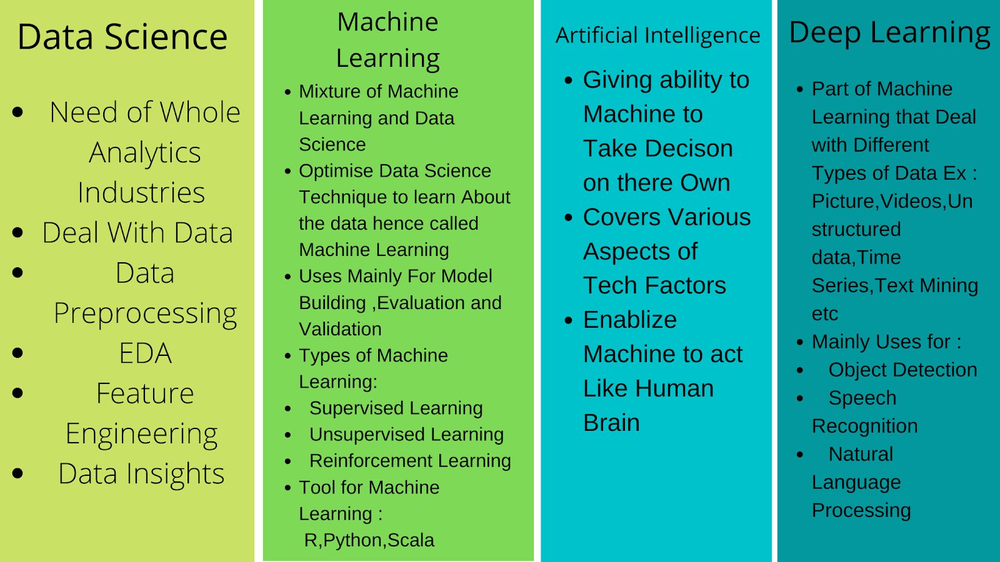 Data Science
• Need of Whole
Analytics
Industries
• Deal With Data
• Data
Preprocessing
• EDA
• Feature
Engineering
• Data Insights
Machine
Learning
• Mixture of Machine
Learning and Data
Science
• Optimise Data Science
Technique to learn About
the data hence called
Machine Learning
• Uses Mainly For Model
Building ,Evaluation and
Validation
• Types of Machine
Learning:
• Supervised Learning
• Unsupervised Learning
• Reinforcement Learning
• Tool for Machine
Learning :
R,Python,Scala
Artificial Intelligence
• Giving ability to
Machine to
Take Decison
on there Own
• Covers Various
Aspects of
Tech Factors
• Enablize
Machine to act
Like Human
Brain
Deep Learning
• Part of Machine
Learning that Deal
with Different
Types of Data Ex :
Picture,Videos,Un
structured
data,Time
Series,Text Mining
etc
• Mainly Uses for :
• Object Detection
• Speech
Recognition
• Natural
Language
Processing